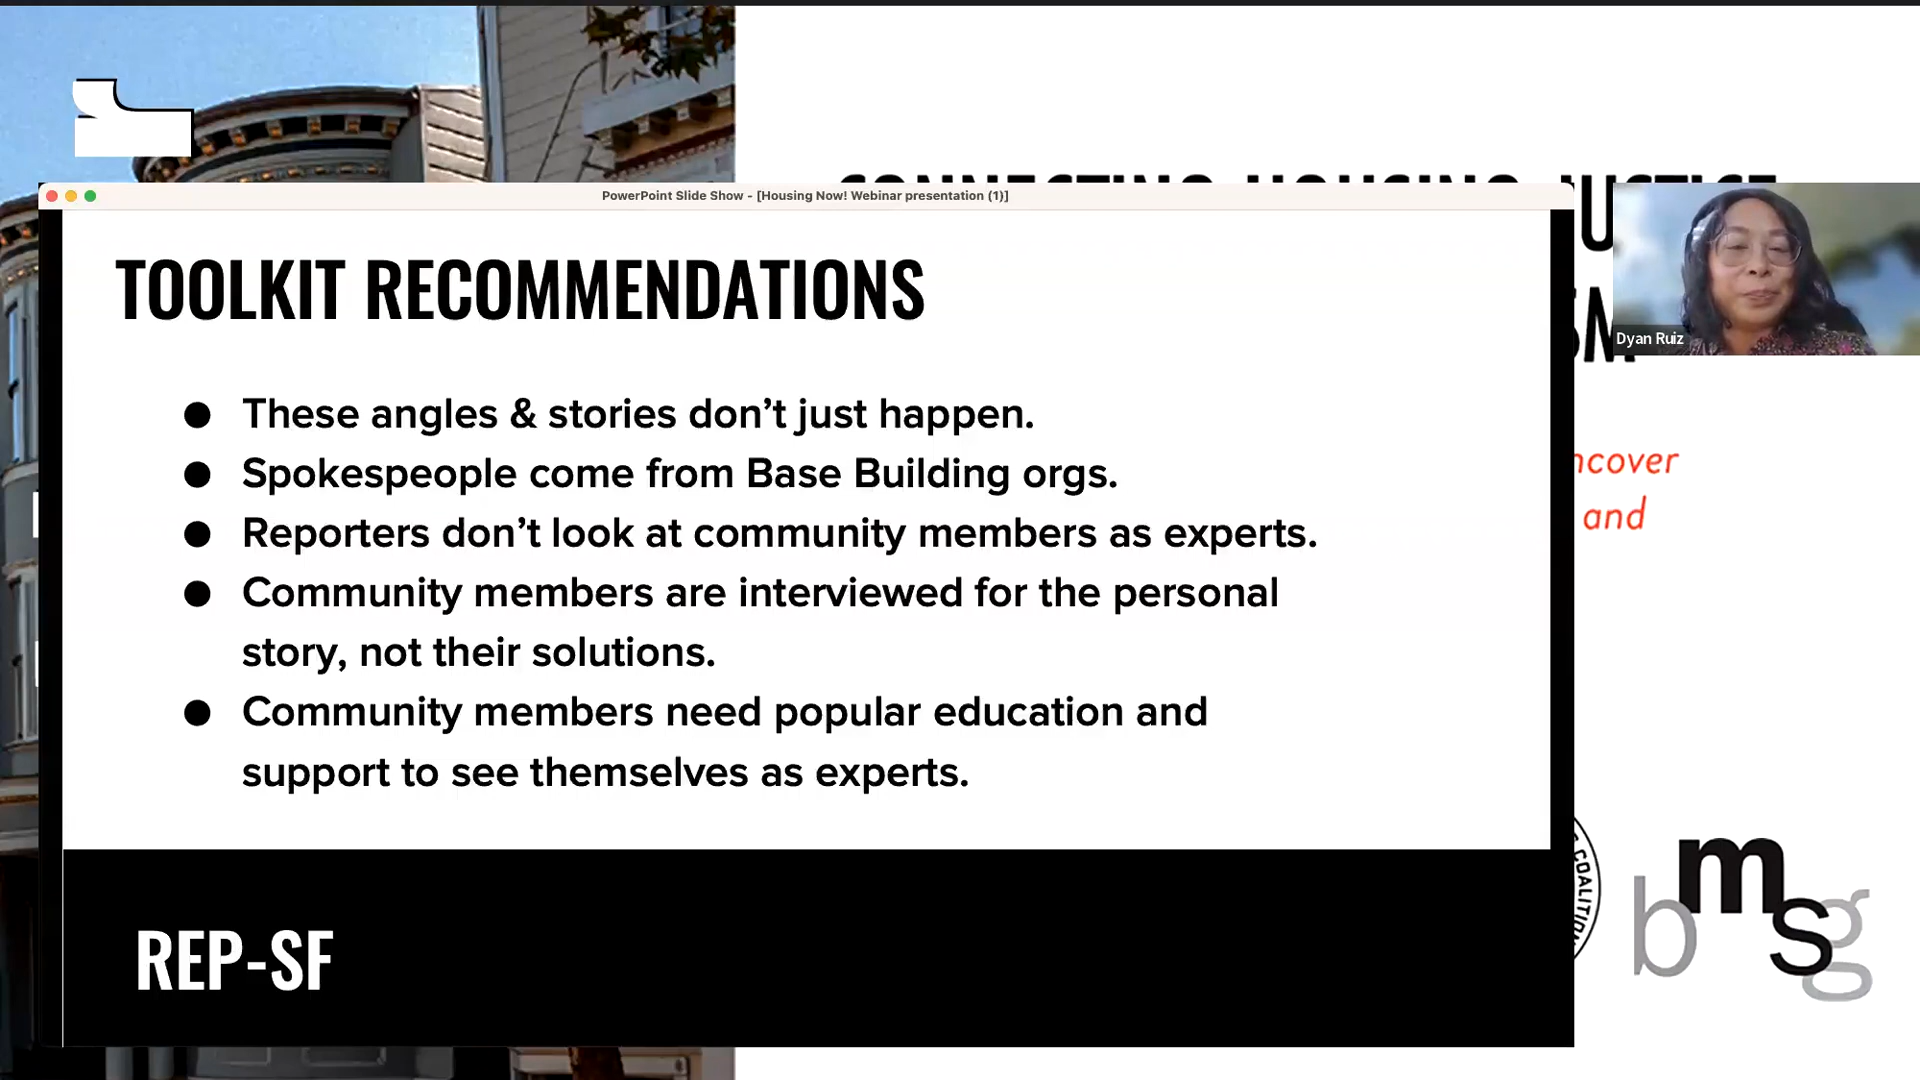 PowerPoint Slide Show - [Housing Now! Webinar presentation (1)]
CONNECTING HOUSING JUSTICE
TOOLKIT RECOMMENDATIONS
Dyan Ruiz
● These angles & stories don’t just happen.
● Spokespeople come from Base Building orgs.
● Reporters don’t look at community members as experts.
● Community members are interviewed for the personal
story, not their solutions.
● Community members need popular education and
support to see themselves as experts.
and
REP-SF
COALITION
bmsg